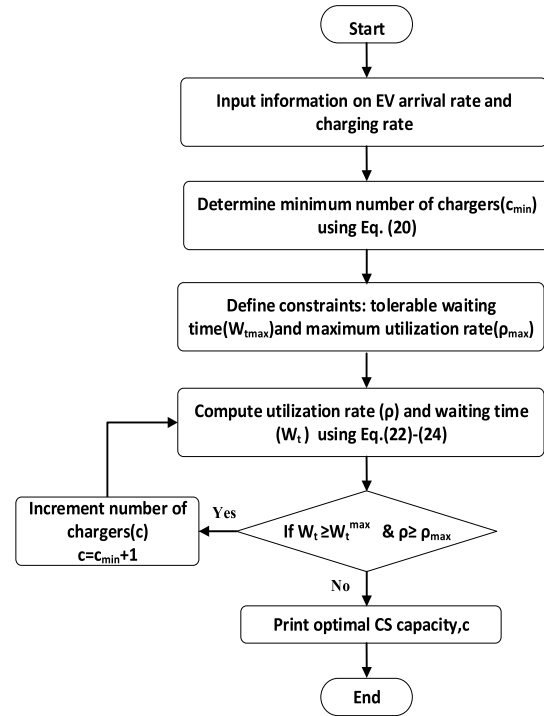 Start
Input information on EV arrival rate and
charging rate
Determine minimum number of chargers(cmin)
using Eq. (20)
Define constraints: tolerable waiting
time(Wtmax)and maximum utilization rate(ρmax)
Compute utilization rate (ρ) and waiting time
(Wt ) using Eq.(22)-(24)
Increment number of
chargers(c)
c=cmin+1
Yes
If Wt ≥Wtmax & ρ≥ ρmax
No
Print optimal CS capacity,c
End